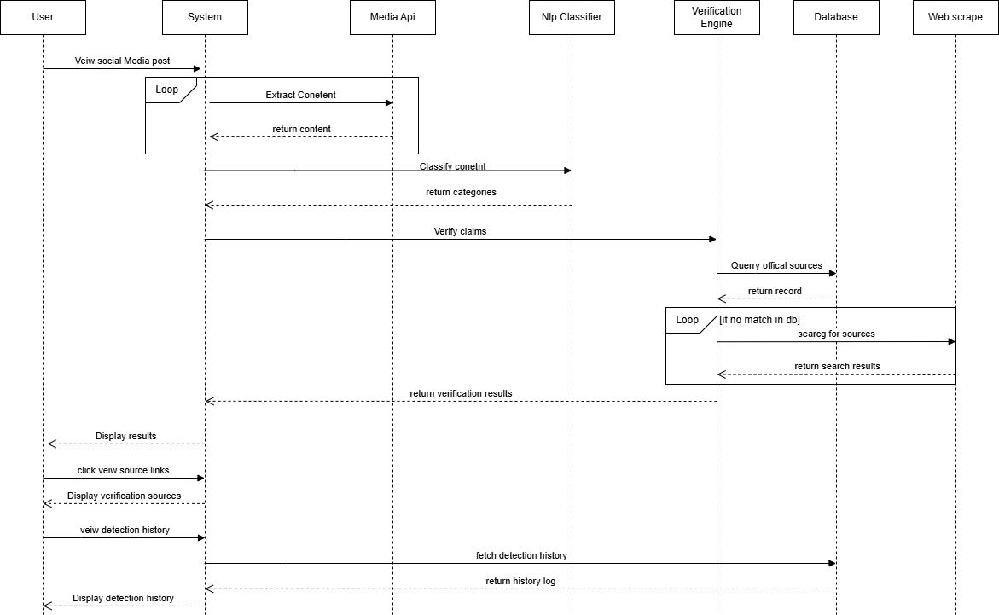 User
System
Media Api
Nlp Classifier
Verification
Engine
Database
Web scrape
Veiw social Media post
Loop
Extract Conetent
return content
Classify conetnt
return categories
Verify claims
Querry offical sources
return record
Loop
[if no match in db]
searcg for sources
return search results
return verification results
Display results
click veiw source links
Display verification sources
veiw detection history
fetch detection history
return history log
Display detection history